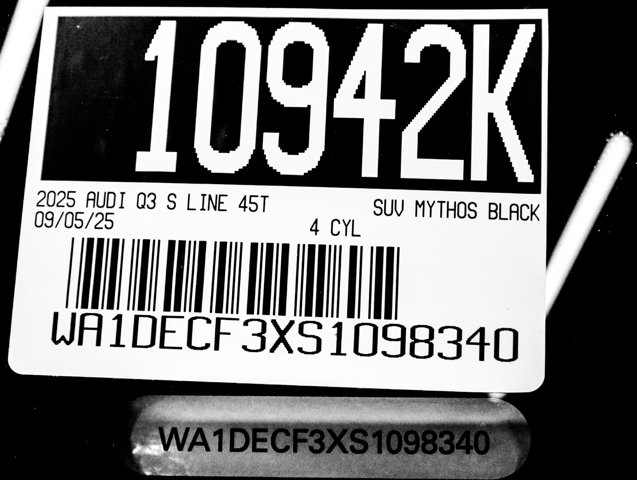 10942K
2025 AUDI Q3 S LINE 45T SUV MYTHOS BLACK
09/05/25 4 CYL
WA1DECF3XS1098340
WA1DECF3XS1098340